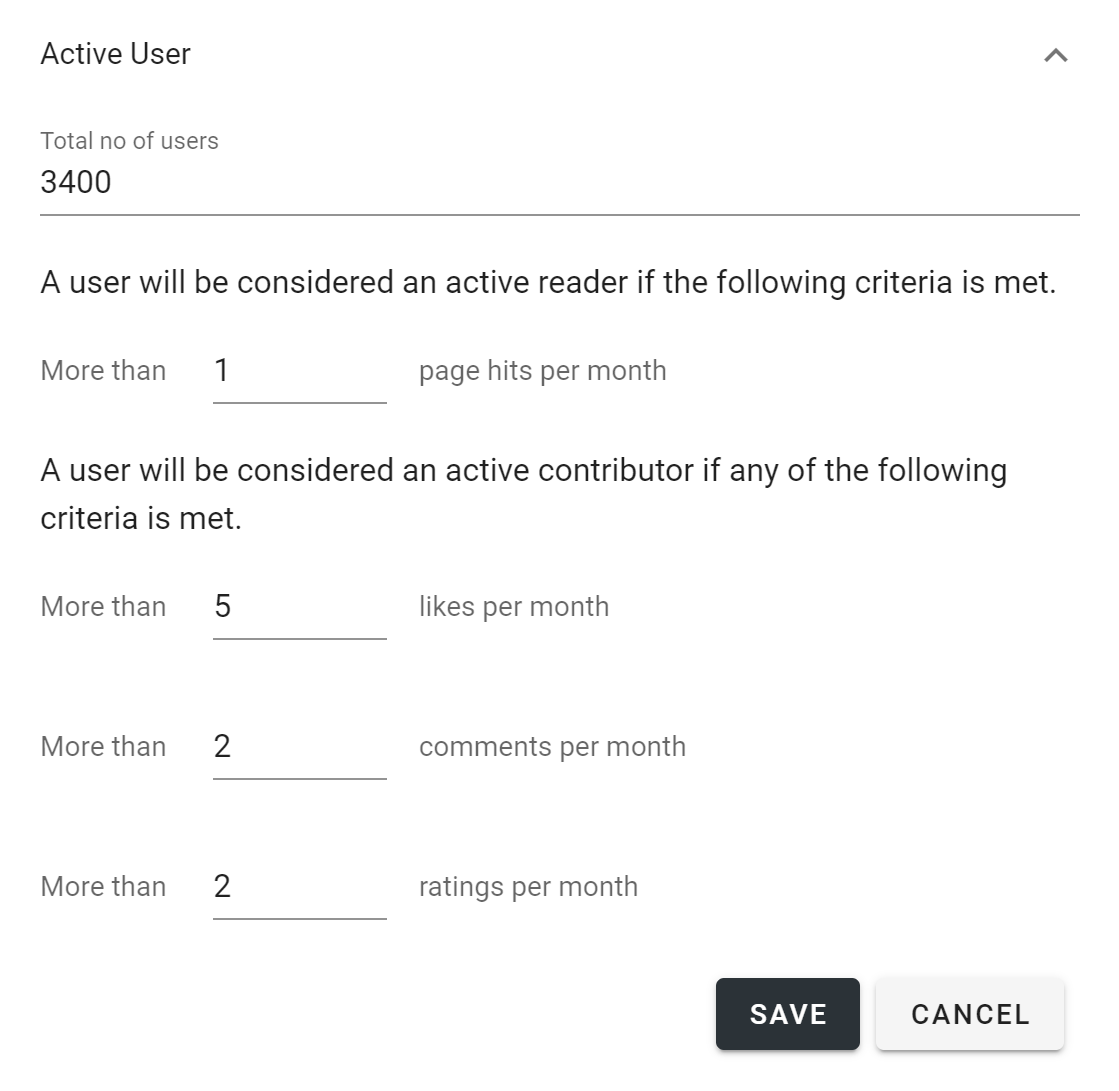 Active User
Total no of users
3400
A user will be considered an active reader if the following criteria is met.
More than 1 page hits per month
A user will be considered an active contributor if any of the following
criteria is met.
More than 5 likes per month
More than 2 comments per month
More than 2 ratings per month
SAVE CANCEL